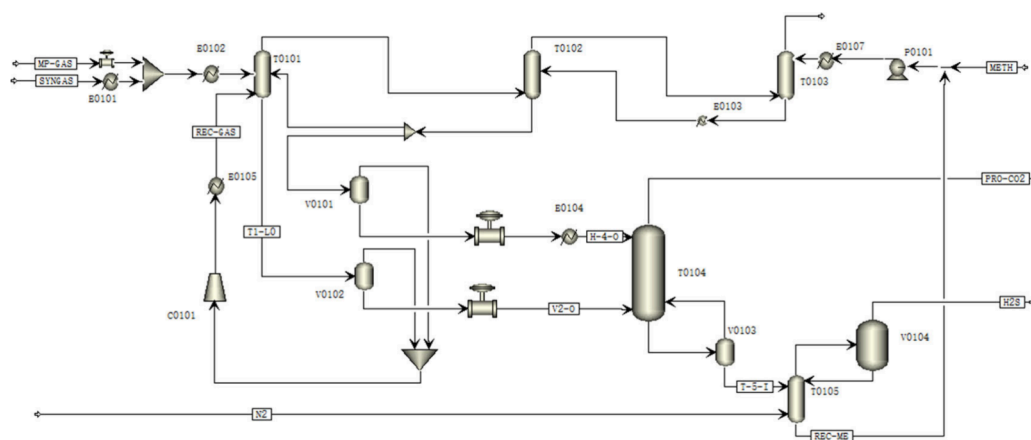 E0102
T0101
T0102
E0107
P0101
MP-GAS
SYNGAS
METH
T0103
E0101
E0103
REC-GAS
E0105
PRO-CO2
V0101
E0104
T1-LO
H-4-O
T0104
V0102
V2-O
H2S
C0101
V0103
V0104
T-5-I
T0105
N2
REC-ME